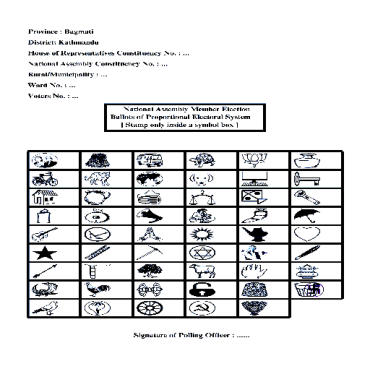 Province : Bagmati
District: Kathmandu
House of Representatives Constituency No. : ...
National Assembly Constituency No. : ...
Rural/Municipality : ...
Word No. : ...
Voters No. : ...
National Assembly Member Election
Ballots of Proportional Electoral System
[ Stamp only inside a symbol box ]
Signature of Polling Officer : ......